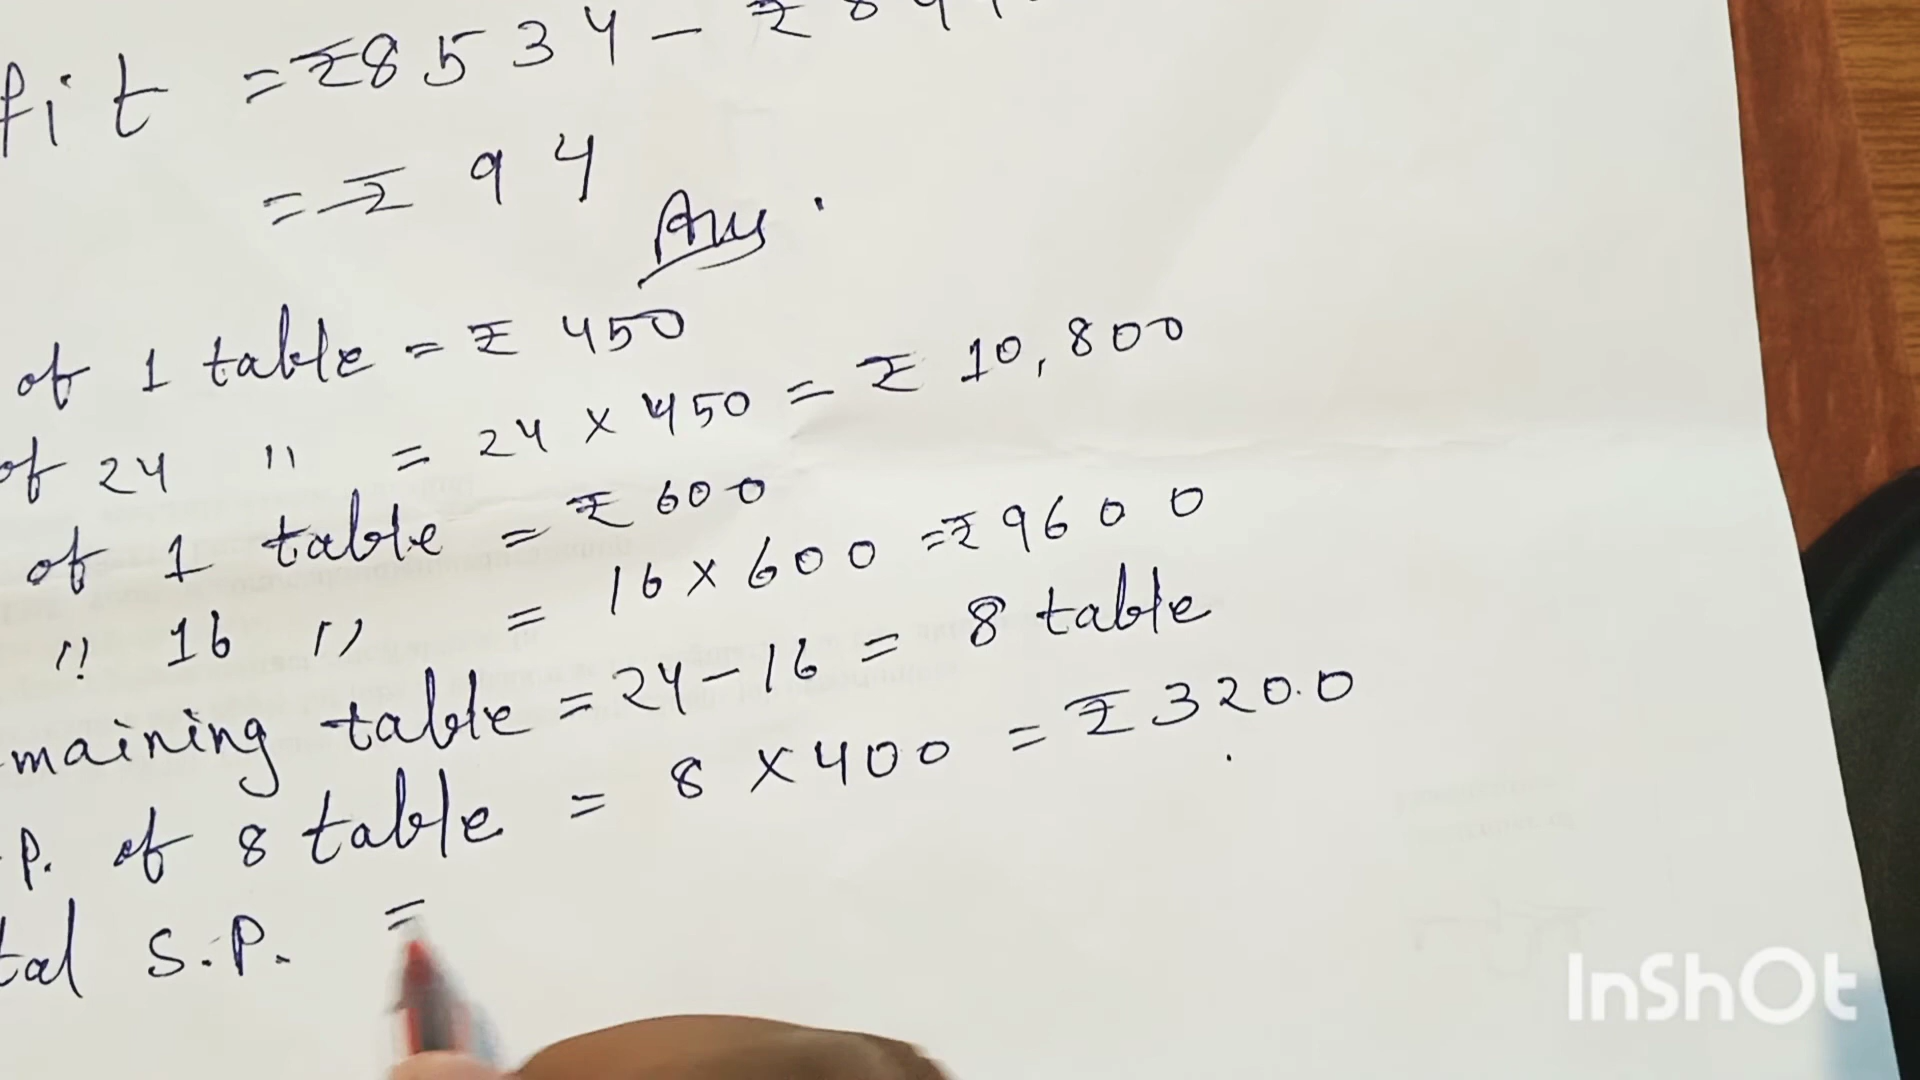 fit = ₹8534 - ₹
= ₹ 94
Ans.
of 1 table = ₹ 450
of 24 " = 24 × 450 = ₹ 10,800
of 1 table = ₹ 600
" 16 " = 16 × 600 = ₹9600
maining table = 24 - 16 = 8 table
.P. of 8 table = 8 × 400 = ₹3200
tal S.P. =
InShOt